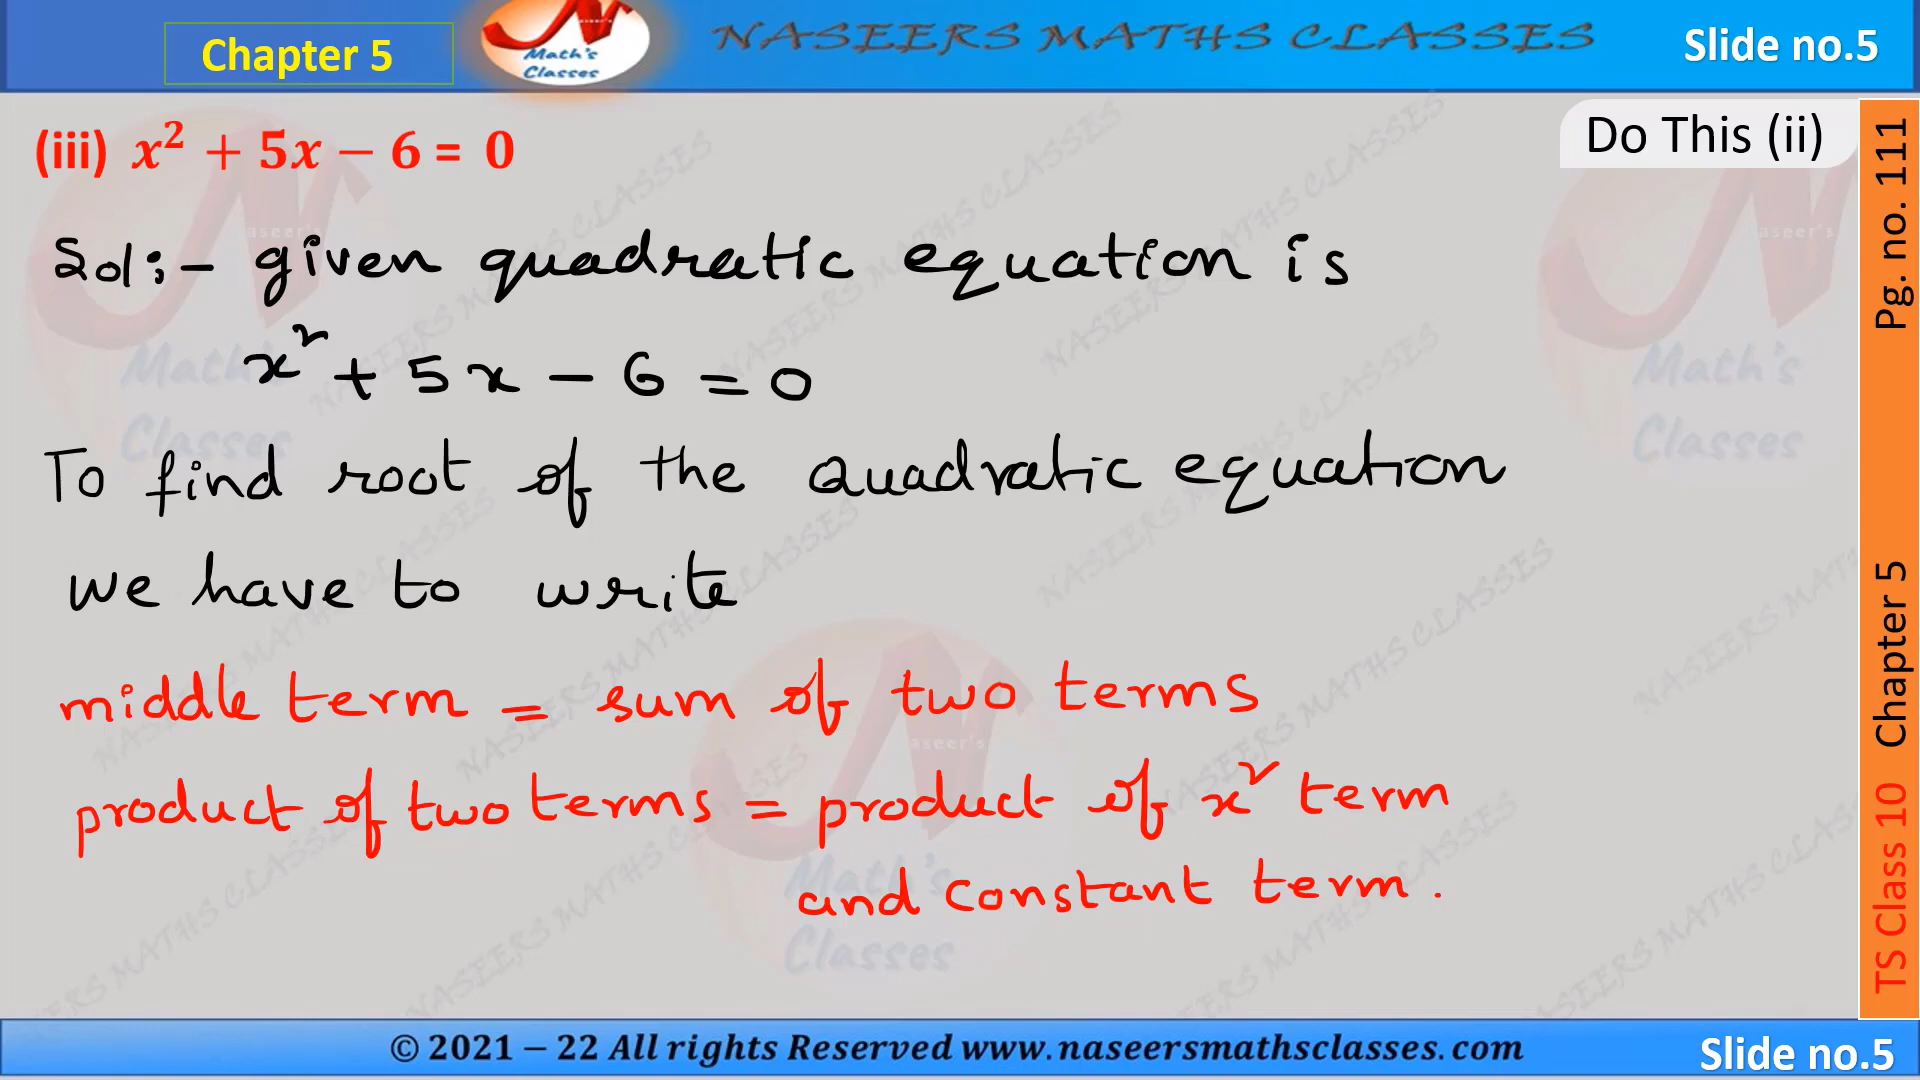 Chapter 5
Math's
Classes
NASEERS MATHS CLASSES
Slide no.5
(iii) x² + 5x − 6 = 0
Do This (ii)
Pg. no. 111
Sol:- given quadratic equation is
x² + 5x − 6 = 0
To find root of the quadratic equation
we have to write
middle term = sum of two terms
product of two terms = product of x² term
and constant term.
TS Class 10 Chapter 5
© 2021 – 22 All rights Reserved www.naseersmathsclasses.com
Slide no.5